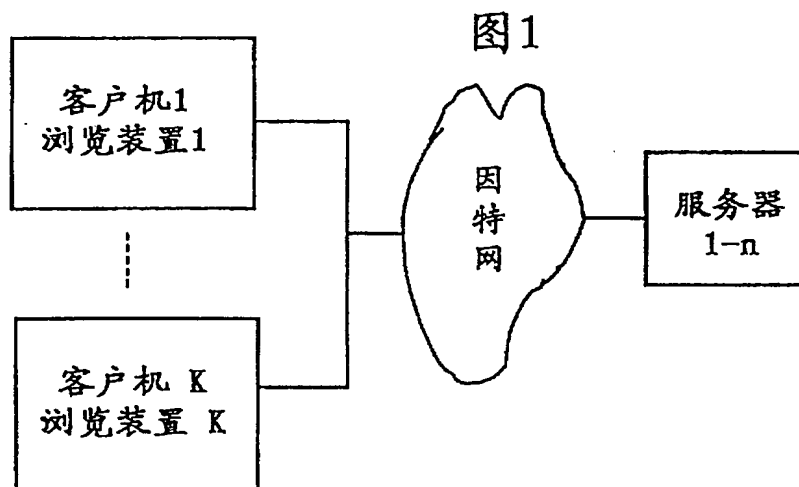 图1
客户机1
浏览装置1
因特网
服务器
1-n
客户机 K
浏览装置 K